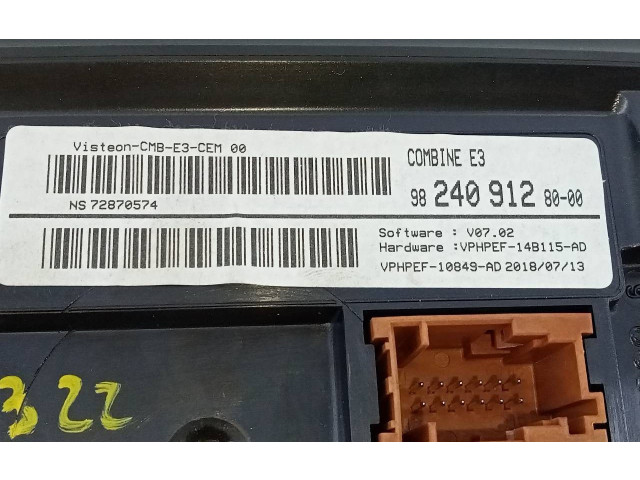 Visteon-CMB-E3-CEM 00
NS 72870574
COMBINE E3
98 240 912 80-00
Software : V07.02
Hardware :VPHPEF-14B115-AD
VPHPEF-10849-AD 2018/07/13
322